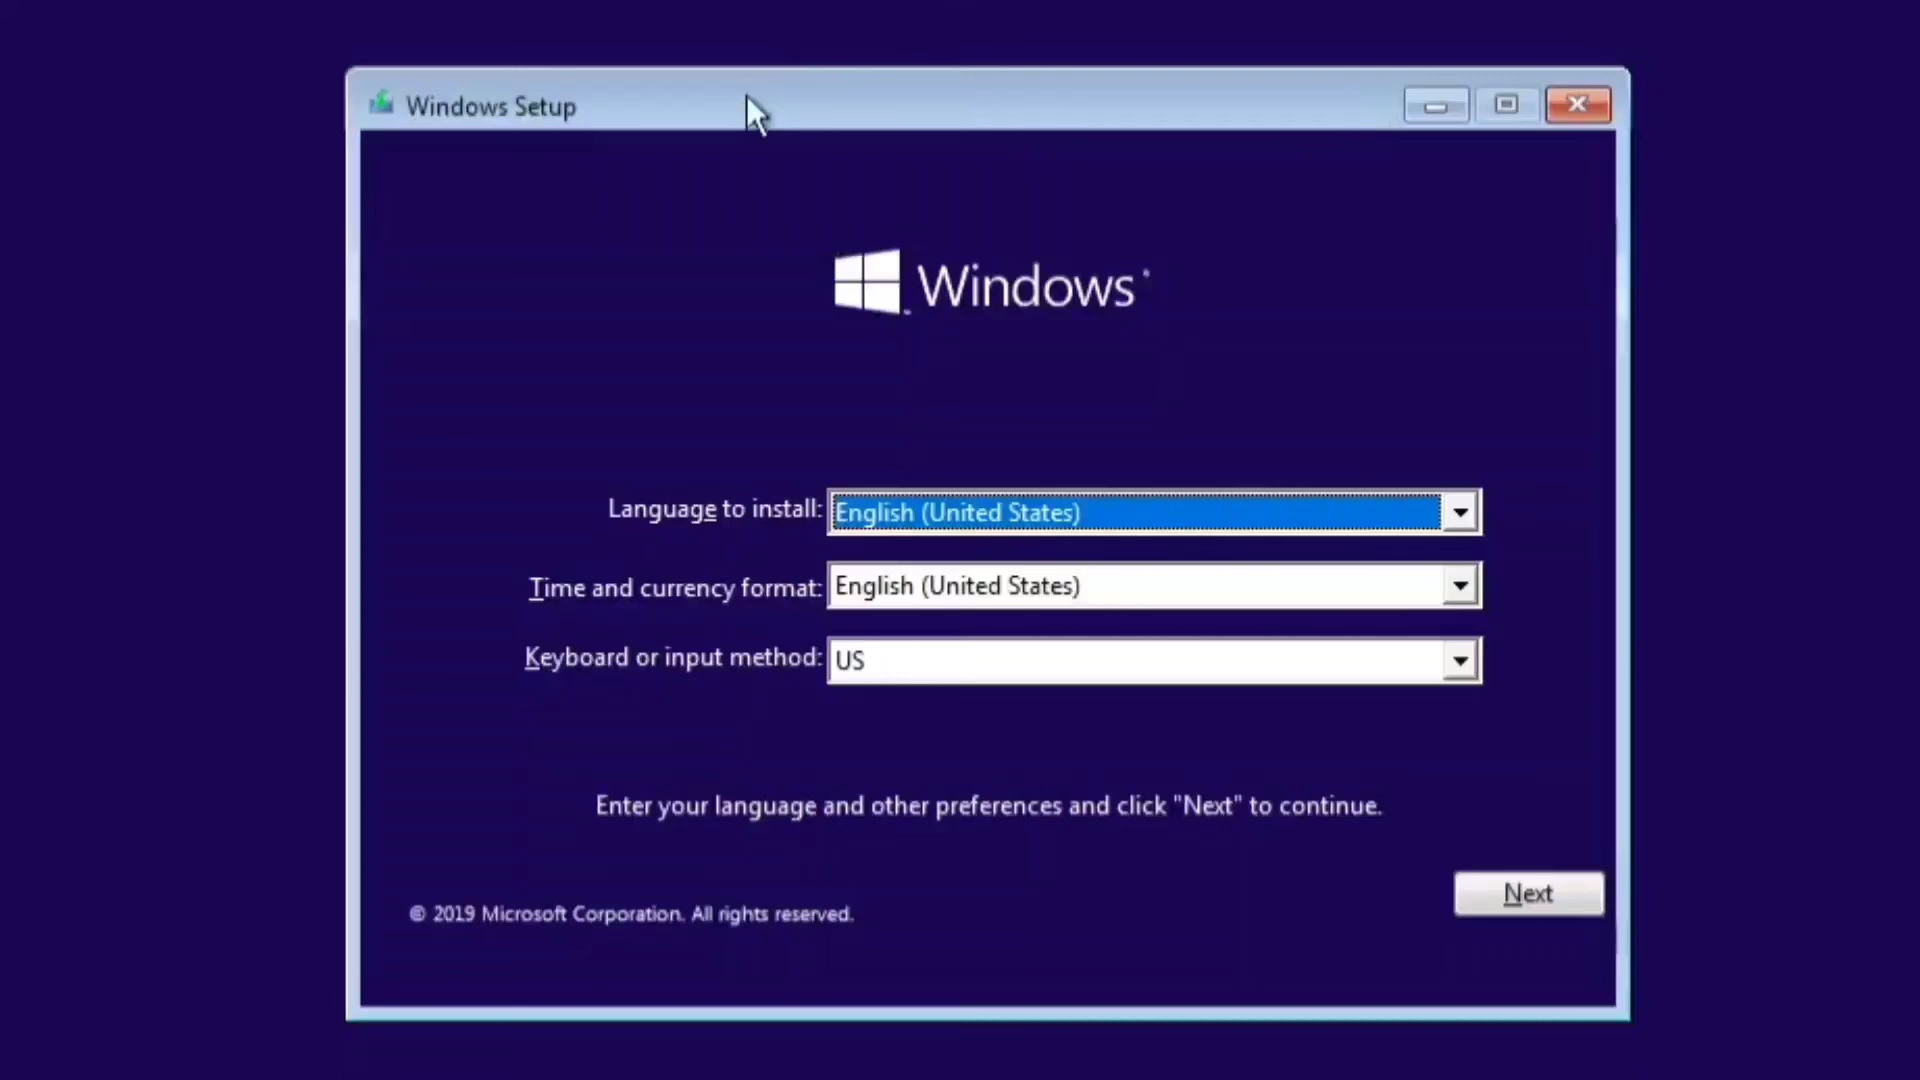 Windows Setup
Windows
Language to install: English (United States)
Time and currency format: English (United States)
Keyboard or input method: US
Enter your language and other preferences and click "Next" to continue.
Next
© 2019 Microsoft Corporation. All rights reserved.